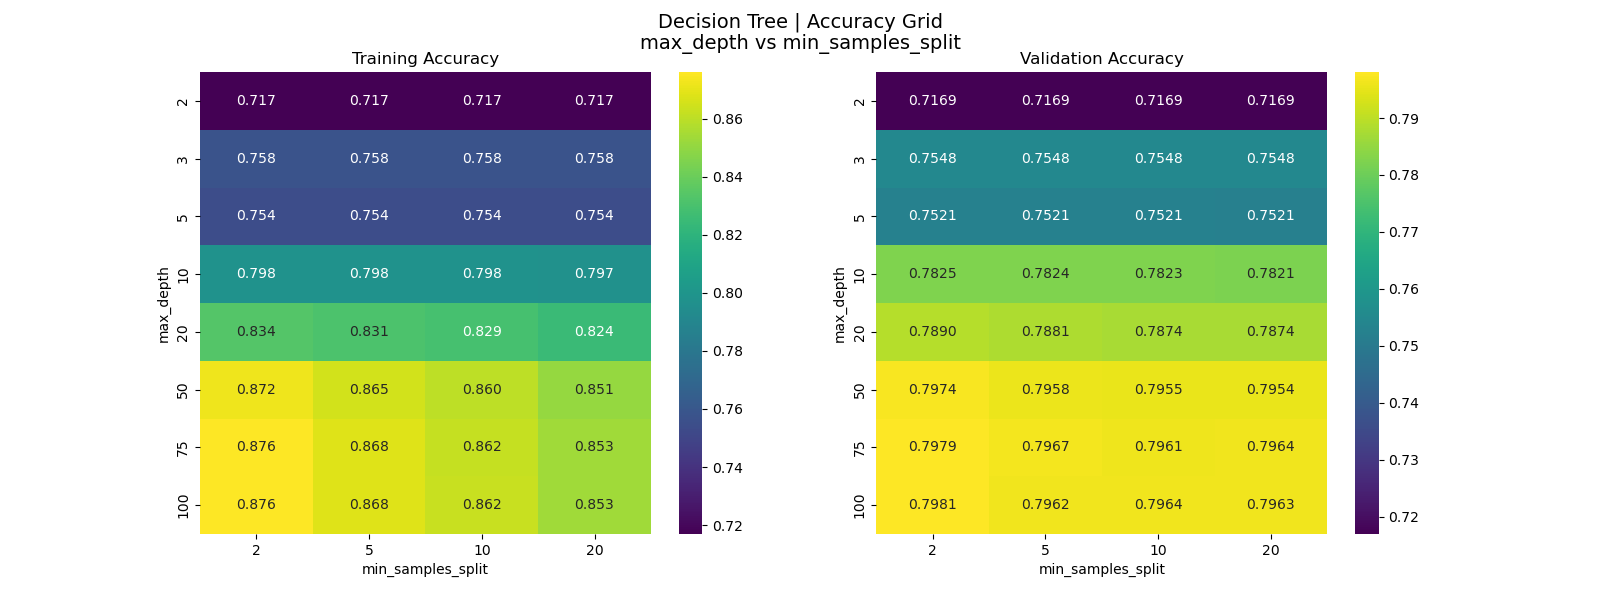 Decision Tree | Accuracy Grid
max_depth vs min_samples_split
Training Accuracy
max_depth
2 0.717 0.717 0.717 0.717
3 0.758 0.758 0.758 0.758
5 0.754 0.754 0.754 0.754
10 0.798 0.798 0.798 0.797
20 0.834 0.831 0.829 0.824
50 0.872 0.865 0.860 0.851
75 0.876 0.868 0.862 0.853
100 0.876 0.868 0.862 0.853
2 5 10 20
min_samples_split
0.86
0.84
0.82
0.80
0.78
0.76
0.74
0.72
Validation Accuracy
max_depth
2 0.7169 0.7169 0.7169 0.7169
3 0.7548 0.7548 0.7548 0.7548
5 0.7521 0.7521 0.7521 0.7521
10 0.7825 0.7824 0.7823 0.7821
20 0.7890 0.7881 0.7874 0.7874
50 0.7974 0.7958 0.7955 0.7954
75 0.7979 0.7967 0.7961 0.7964
100 0.7981 0.7962 0.7964 0.7963
2 5 10 20
min_samples_split
0.79
0.78
0.77
0.76
0.75
0.74
0.73
0.72